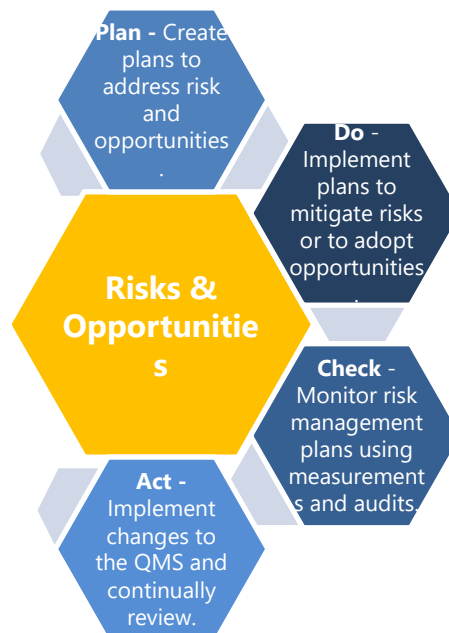 Plan - Create
plans to
address risk
and
opportunities
.
Do -
Implement
plans to
mitigate risks
or to adopt
opportunities
.
Risks &
Opportunitie
s
Check -
Monitor risk
management
plans using
measurement
s and audits.
Act -
Implement
changes to
the QMS and
continually
review.